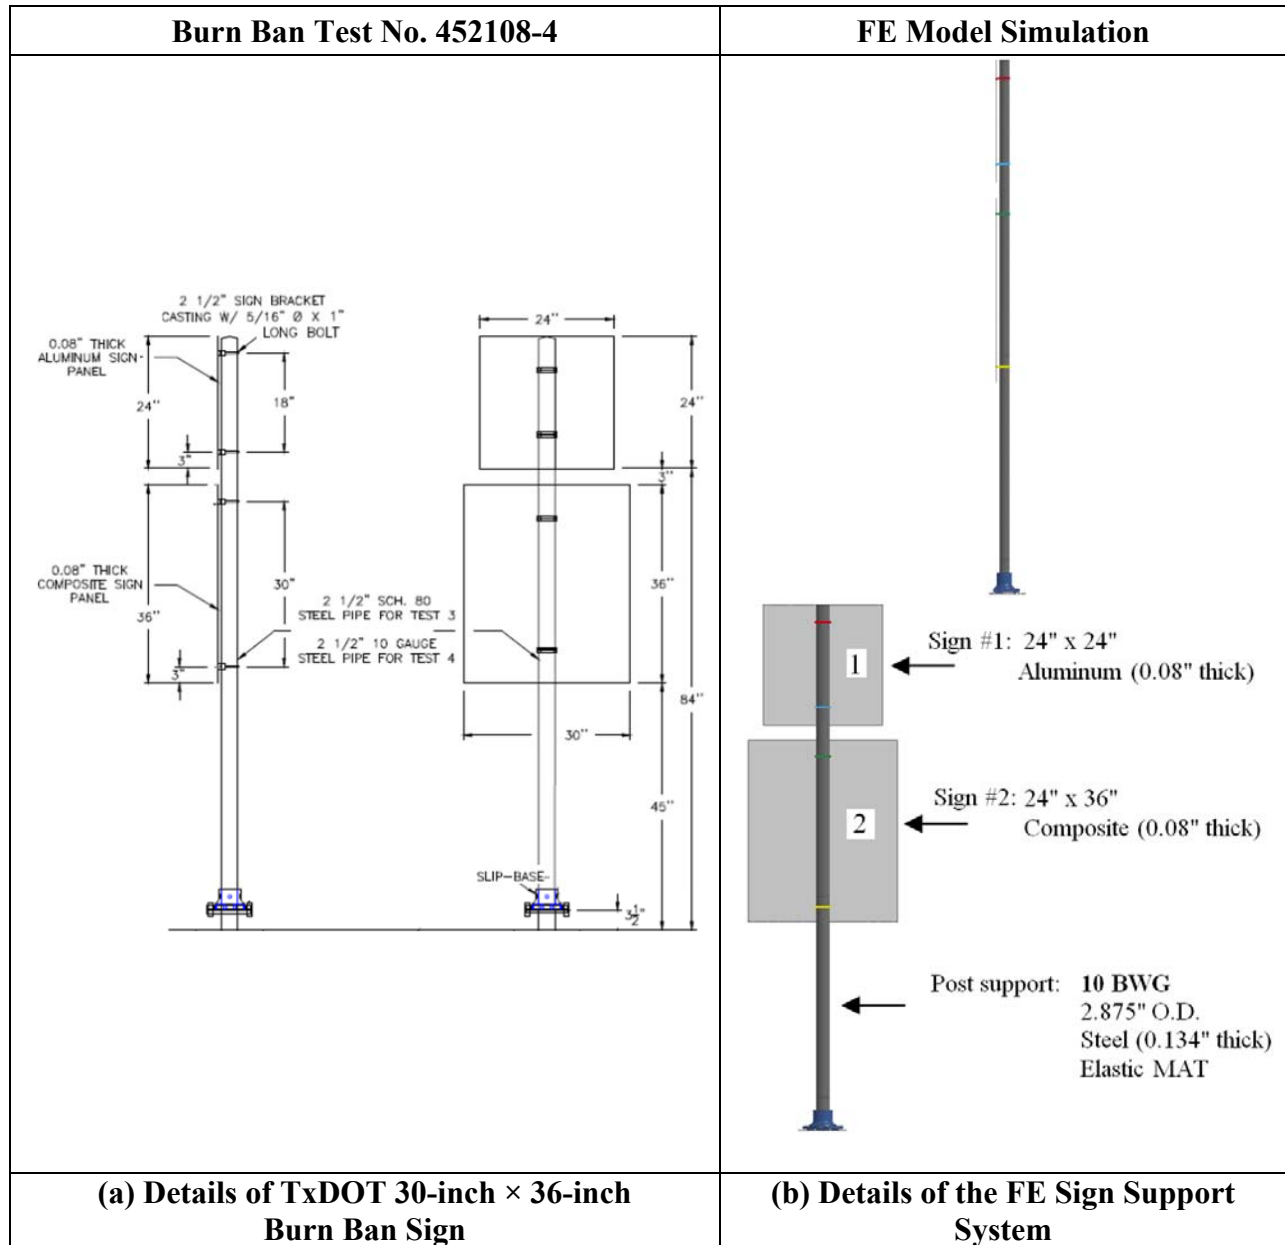 Burn Ban Test No. 452108-4
FE Model Simulation
2 1/2" SIGN BRACKET
CASTING W/ 5/16" Ø X 1"
LONG BOLT
0.08" THICK
ALUMINUM SIGN
PANEL
24"
18"
3"
0.08" THICK
COMPOSITE SIGN
PANEL
36"
30"
3"
2 1/2" SCH. 80
STEEL PIPE FOR TEST 3
2 1/2" 10 GAUGE
STEEL PIPE FOR TEST 4
24"
24"
3"
36"
84"
30"
45"
SLIP-BASE
3 1/2"
1
Sign #1: 24" x 24"
Aluminum (0.08" thick)
2
Sign #2: 24" x 36"
Composite (0.08" thick)
Post support: 10 BWG
2.875" O.D.
Steel (0.134" thick)
Elastic MAT
(a) Details of TxDOT 30-inch × 36-inch
Burn Ban Sign
(b) Details of the FE Sign Support
System